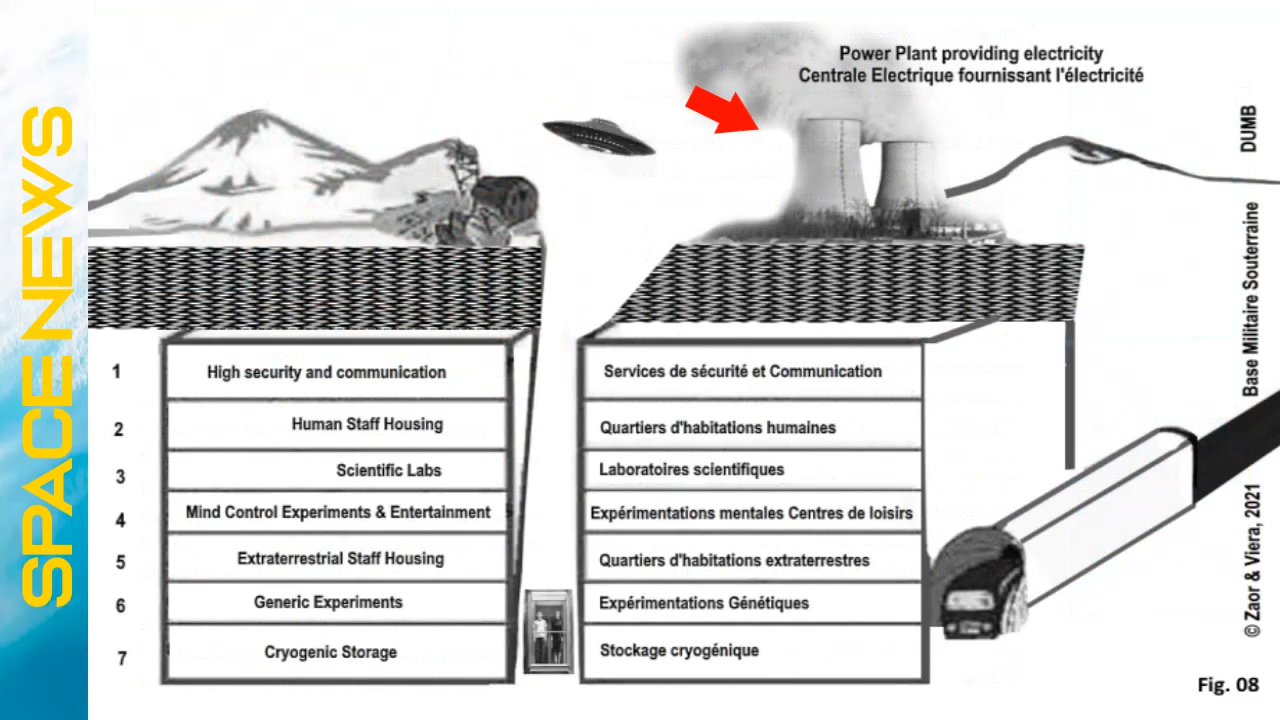 SPACE NEWS
Power Plant providing electricity
Centrale Electrique fournissant l'électricité
1
High security and communication
Services de sécurité et Communication
2
Human Staff Housing
Quartiers d'habitations humaines
3
Scientific Labs
Laboratoires scientifiques
4
Mind Control Experiments & Entertainment
Expérimentations mentales Centres de loisirs
5
Extraterrestrial Staff Housing
Quartiers d'habitations extraterrestres
6
Generic Experiments
Expérimentations Génétiques
7
Cryogenic Storage
Stockage cryogénique
© Zaor & Viera, 2021 Base Militaire Souterraine DUMB
Fig. 08